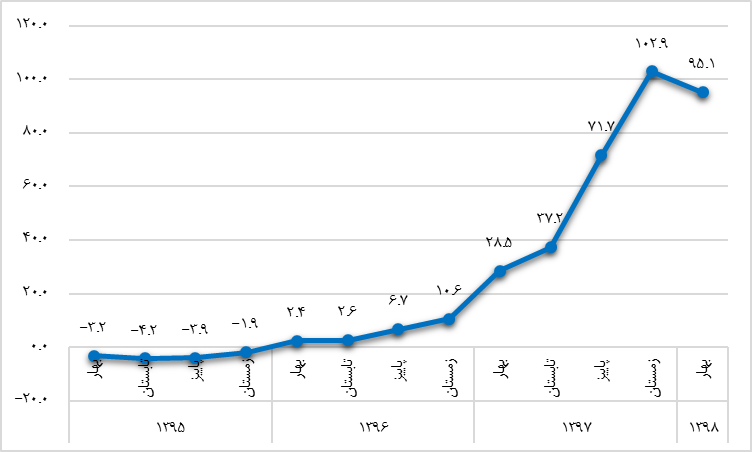 ۱۲۰.۰
۱۰۰.۰
۸۰.۰
۶۰.۰
۴۰.۰
۲۰.۰
۰.۰
-۲۰.۰
-۳.۲
-۴.۲
-۳.۹
-۱.۹
۲.۴
۲.۶
۶.۷
۱۰.۶
۲۸.۵
۳۷.۲
۷۱.۷
۱۰۲.۹
۹۵.۱
بهار
تابستان
پاییز
زمستان
بهار
تابستان
پاییز
زمستان
بهار
تابستان
پاییز
زمستان
بهار
۱۳۹۵
۱۳۹۶
۱۳۹۷
۱۳۹۸